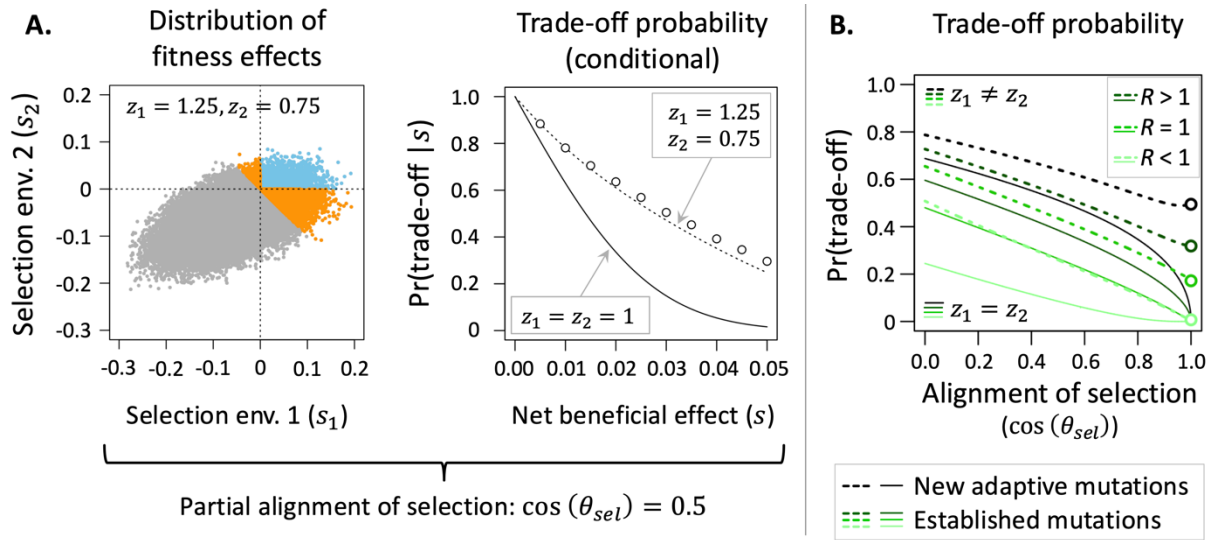 A.
Distribution of
fitness effects
Selection env. 2 (s₂)
0.2
0.1
0
-0.1
-0.2
-0.3
z₁ = 1.25, z₂ = 0.75
-0.3 -0.2 -0.1 0 0.1 0.2
Selection env. 1 (s₁)
Trade-off probability
(conditional)
Pr(trade-off |s)
1.0
0.8
0.6
0.4
0.2
0
z₁ = 1.25
z₂ = 0.75
z₁ = z₂ = 1
0.00 0.01 0.02 0.03 0.04 0.05
Net beneficial effect (s)
Partial alignment of selection: cos (θₛₑₗ) = 0.5
B.
Trade-off probability
Pr(trade-off)
1.0
0.8
0.6
0.4
0.2
0
z₁ ≠ z₂
R > 1
R = 1
R < 1
z₁ = z₂
0.0 0.2 0.4 0.6 0.8 1.0
Alignment of selection
(cos (θₛₑₗ))
New adaptive mutations
Established mutations